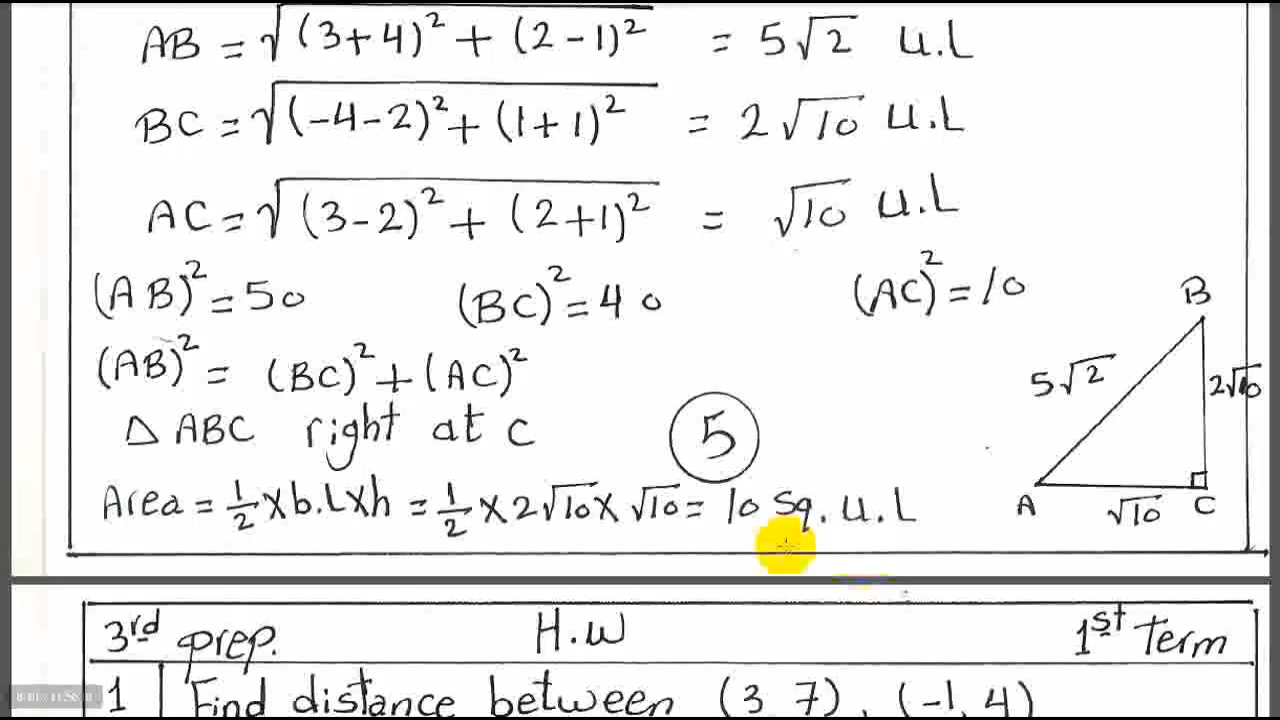 AB = √(3+4)² + (2-1)² = 5√2 U.L
BC = √(-4-2)² + (1+1)² = 2√10 U.L
AC = √(3-2)² + (2+1)² = √10 U.L
(AB)² = 50 (BC)² = 40 (AC)² = 10
(AB)² = (BC)² + (AC)²
Δ ABC right at C
5
Area = 1/2 × b.L × h = 1/2 × 2√10 × √10 = 10 Sq. U.L
B
5√2
2√10
A
√10
C
3rd prep. H.W 1st Term
1 Find distance between (3, 7), (-1, 4)